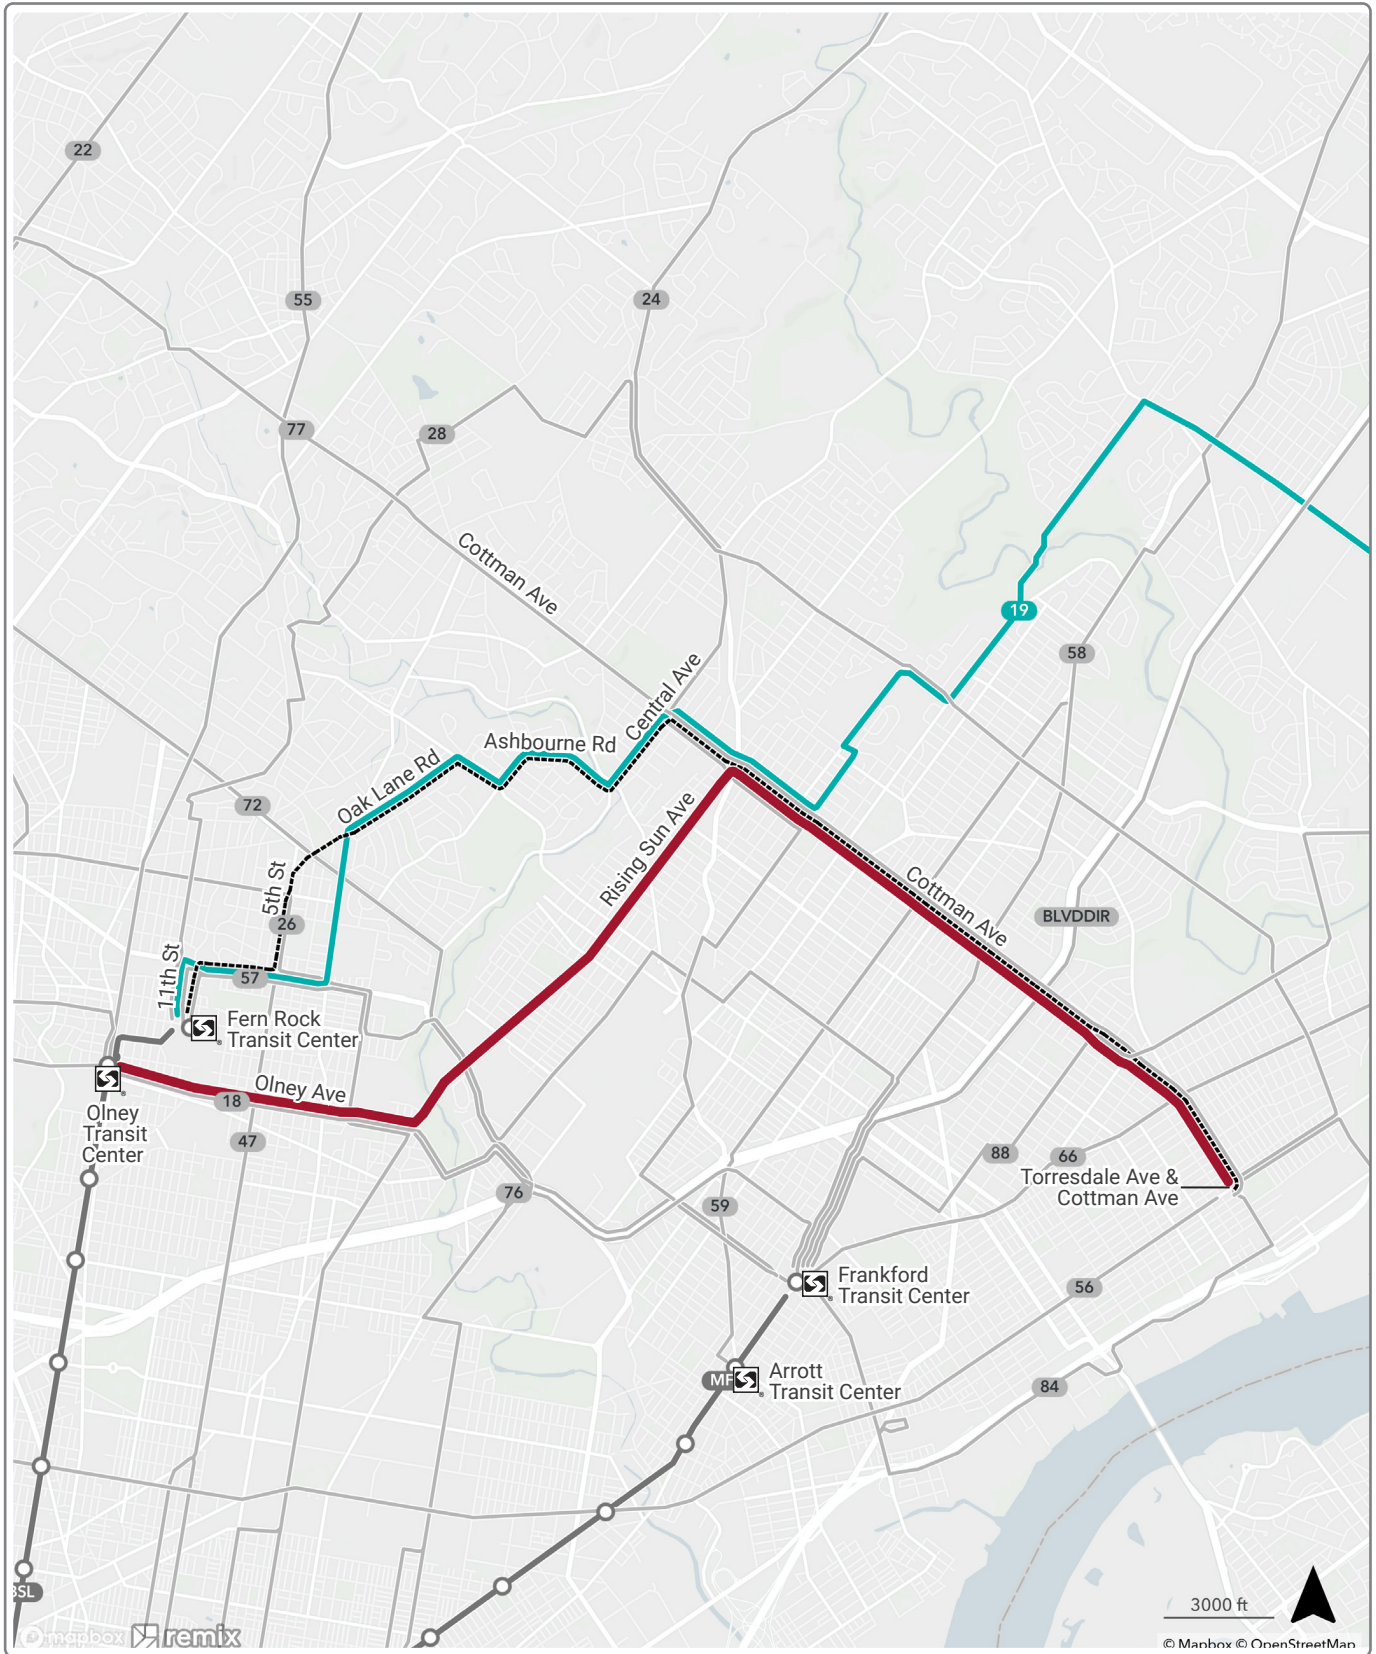 22
55
24
77
28
Cottman Ave
19
58
Central Ave
Ashbourne Rd
Oak Lane Rd
72
Rising Sun Ave
5th St
Cottman Ave
26
BLVDDIR
11th St
57
Fern Rock
Transit Center
Olney Ave
18
Olney
Transit
Center
47
88
66
Torresdale Ave &
Cottman Ave
76
59
Frankford
Transit Center
56
Arrott
Transit Center
84
3000 ft
mapbox
remix
© Mapbox © OpenStreetMap